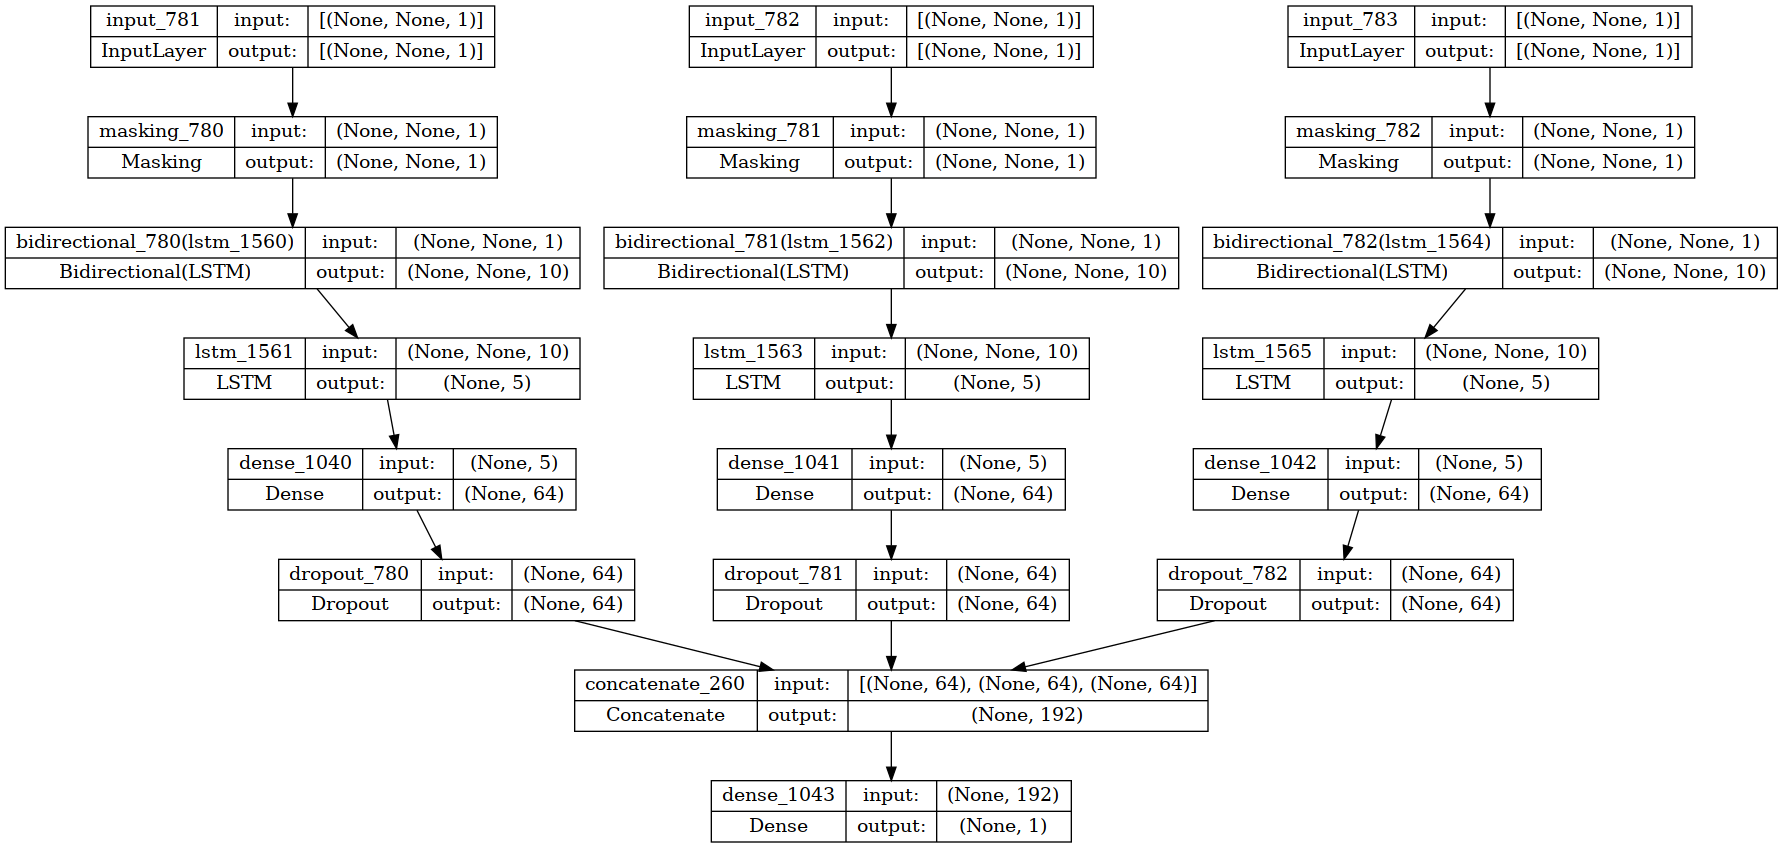 input_781 input: [(None, None, 1)]
InputLayer output: [(None, None, 1)]
input_782 input: [(None, None, 1)]
InputLayer output: [(None, None, 1)]
input_783 input: [(None, None, 1)]
InputLayer output: [(None, None, 1)]
masking_780 input: (None, None, 1)
Masking output: (None, None, 1)
masking_781 input: (None, None, 1)
Masking output: (None, None, 1)
masking_782 input: (None, None, 1)
Masking output: (None, None, 1)
bidirectional_780(lstm_1560) input: (None, None, 1)
Bidirectional(LSTM) output: (None, None, 10)
bidirectional_781(lstm_1562) input: (None, None, 1)
Bidirectional(LSTM) output: (None, None, 10)
bidirectional_782(lstm_1564) input: (None, None, 1)
Bidirectional(LSTM) output: (None, None, 10)
lstm_1561 input: (None, None, 10)
LSTM output: (None, 5)
lstm_1563 input: (None, None, 10)
LSTM output: (None, 5)
lstm_1565 input: (None, None, 10)
LSTM output: (None, 5)
dense_1040 input: (None, 5)
Dense output: (None, 64)
dense_1041 input: (None, 5)
Dense output: (None, 64)
dense_1042 input: (None, 5)
Dense output: (None, 64)
dropout_780 input: (None, 64)
Dropout output: (None, 64)
dropout_781 input: (None, 64)
Dropout output: (None, 64)
dropout_782 input: (None, 64)
Dropout output: (None, 64)
concatenate_260 input: [(None, 64), (None, 64), (None, 64)]
Concatenate output: (None, 192)
dense_1043 input: (None, 192)
Dense output: (None, 1)